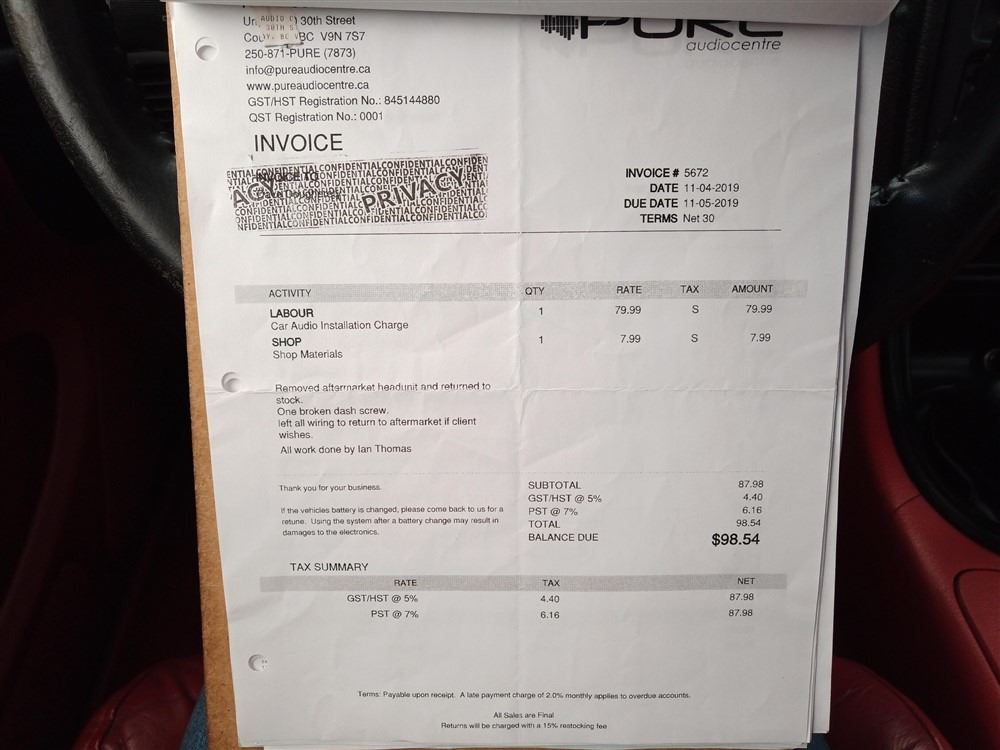 30th Street
BC V9N 7S7
250-871-PURE (7873)
info@pureaudiocentre.ca
www.pureaudiocentre.ca
GST/HST Registration No.: 845144880
QST Registration No.: 0001
PURE
audiocentre
INVOICE
INVOICE TO
CONFIDENTIAL
PRIVACY
INVOICE # 5672
DATE 11-04-2019
DUE DATE 11-05-2019
TERMS Net 30
ACTIVITY QTY RATE TAX AMOUNT
LABOUR 1 79.99 S 79.99
Car Audio Installation Charge
SHOP 1 7.99 S 7.99
Shop Materials
Removed aftermarket headunit and returned to
stock.
One broken dash screw.
left all wiring to return to aftermarket if client
wishes.
All work done by Ian Thomas
Thank you for your business.
If the vehicles battery is changed, please come back to us for a
retune. Using the system after a battery change may result in
damages to the electronics.
SUBTOTAL 87.98
GST/HST @ 5% 4.40
PST @ 7% 6.16
TOTAL 98.54
BALANCE DUE $98.54
TAX SUMMARY
RATE TAX NET
GST/HST @ 5% 4.40 87.98
PST @ 7% 6.16 87.98
Terms: Payable upon receipt. A late payment charge of 2.0% monthly applies to overdue accounts.
All Sales are Final
Returns will be charged with a 15% restocking fee